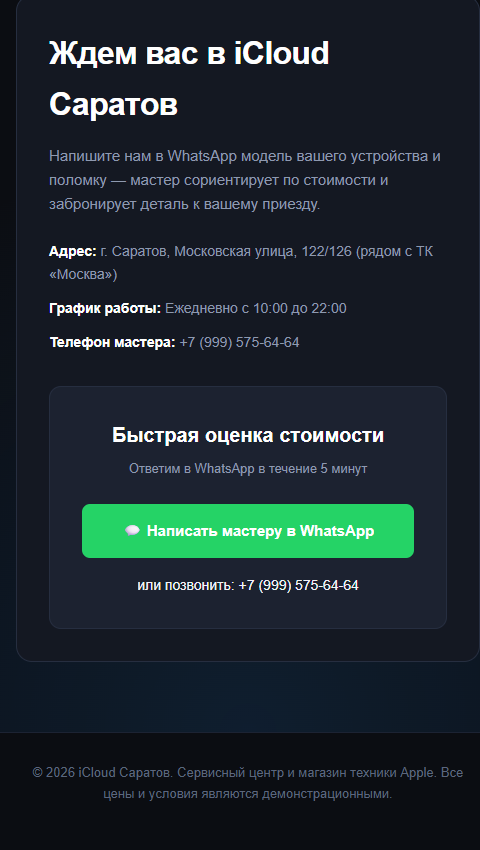 Ждем вас в iCloud
Саратов
Напишите нам в WhatsApp модель вашего устройства и
поломку — мастер сориентирует по стоимости и
забронирует деталь к вашему приезду.
Адрес: г. Саратов, Московская улица, 122/126 (рядом с ТК
«Москва»)
График работы: Ежедневно с 10:00 до 22:00
Телефон мастера: +7 (999) 575-64-64
Быстрая оценка стоимости
Ответим в WhatsApp в течение 5 минут
💬 Написать мастеру в WhatsApp
или позвонить: +7 (999) 575-64-64
© 2026 iCloud Саратов. Сервисный центр и магазин техники Apple. Все
цены и условия являются демонстрационными.